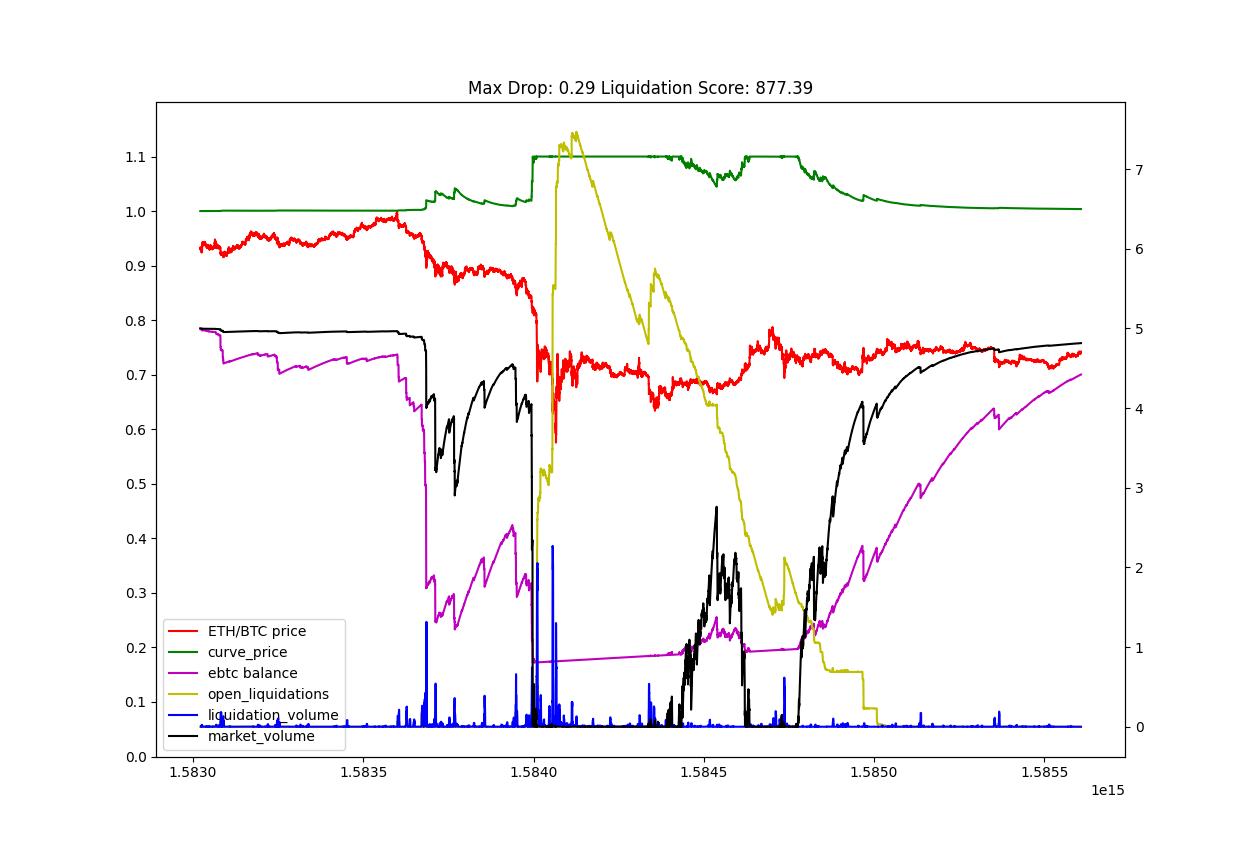 Max Drop: 0.29 Liquidation Score: 877.39
1.1
1.0
0.9
0.8
0.7
0.6
0.5
0.4
0.3
0.2
0.1
0.0
7
6
5
4
3
2
1
0
ETH/BTC price
curve_price
ebtc balance
open_liquidations
liquidation_volume
market_volume
1.5830 1.5835 1.5840 1.5845 1.5850 1.5855
1e15